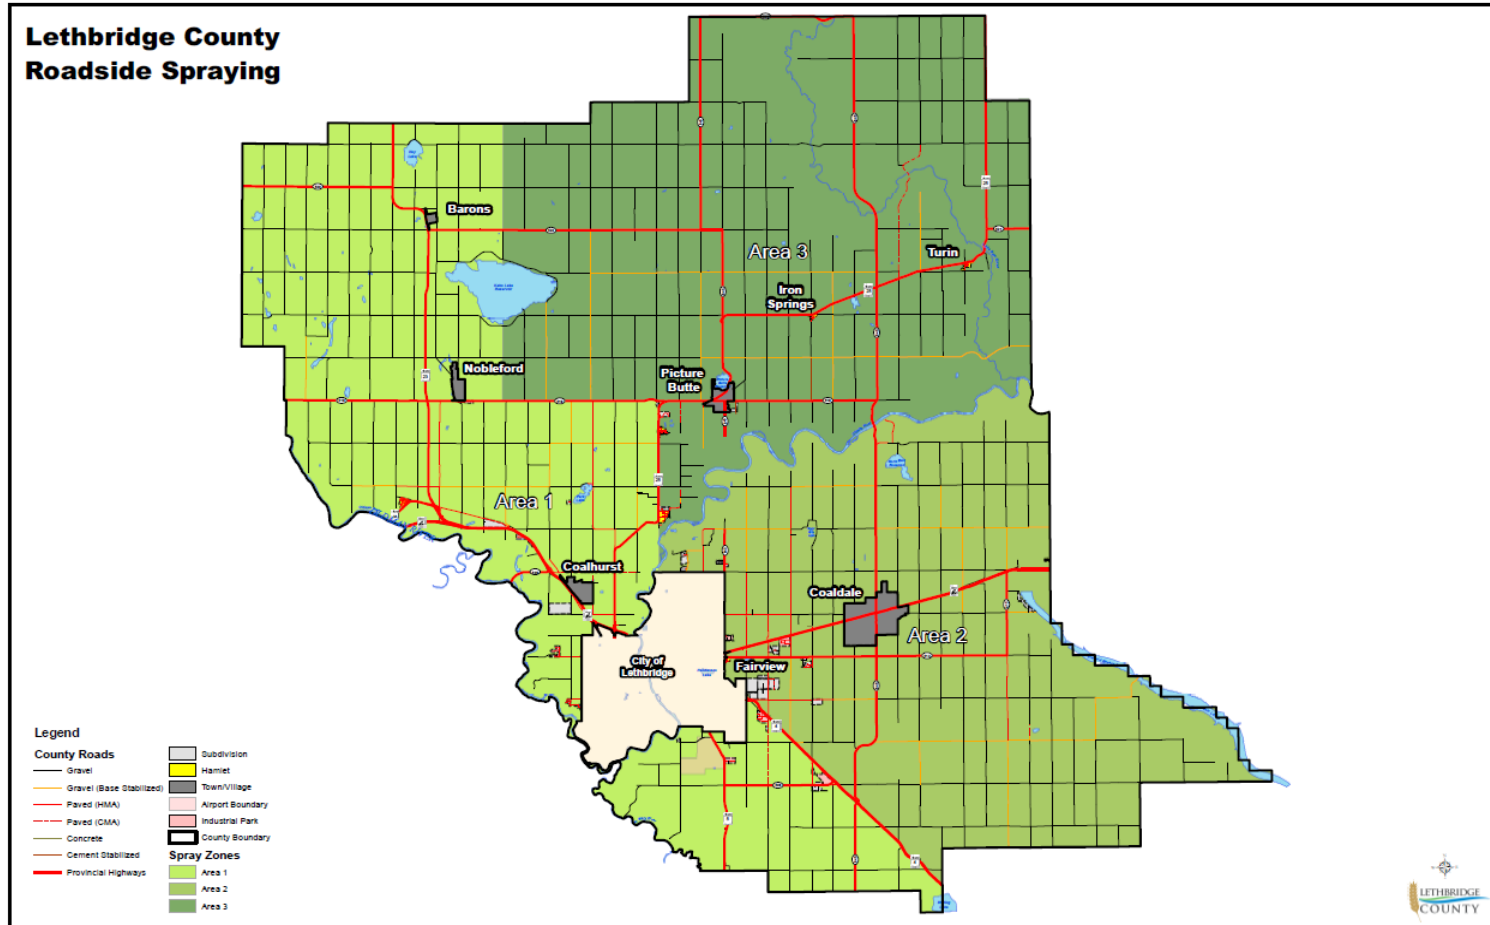 Lethbridge County
Roadside Spraying
Barons
Area 3
Turin
Iron
Springs
Nobleford
Picture
Butte
Area 1
Coalhurst
Coaldale
Area 2
City of
Lethbridge
Fairview
Legend
County Roads
Gravel
Gravel (Base Stabilized)
Paved (HMA)
Paved (CMA)
Concrete
Cement Stabilized
Provincial Highways
Subdivision
Hamlet
Town/Village
Airport Boundary
Industrial Park
County Boundary
Spray Zones
Area 1
Area 2
Area 3
LETHBRIDGE
COUNTY